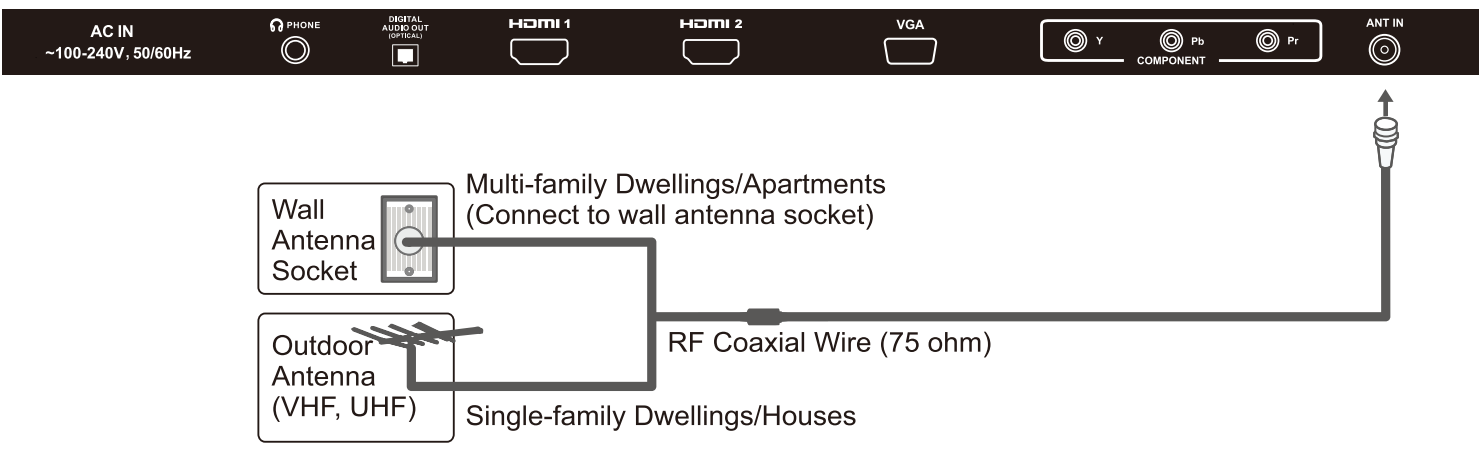 AC IN
~100-240V, 50/60Hz
PHONE
DIGITAL
AUDIO OUT
(OPTICAL)
HDMI 1
HDMI 2
VGA
Y
Pb
Pr
COMPONENT
ANT IN
Wall
Antenna
Socket
Multi-family Dwellings/Apartments
(Connect to wall antenna socket)
Outdoor
Antenna
(VHF, UHF)
RF Coaxial Wire (75 ohm)
Single-family Dwellings/Houses